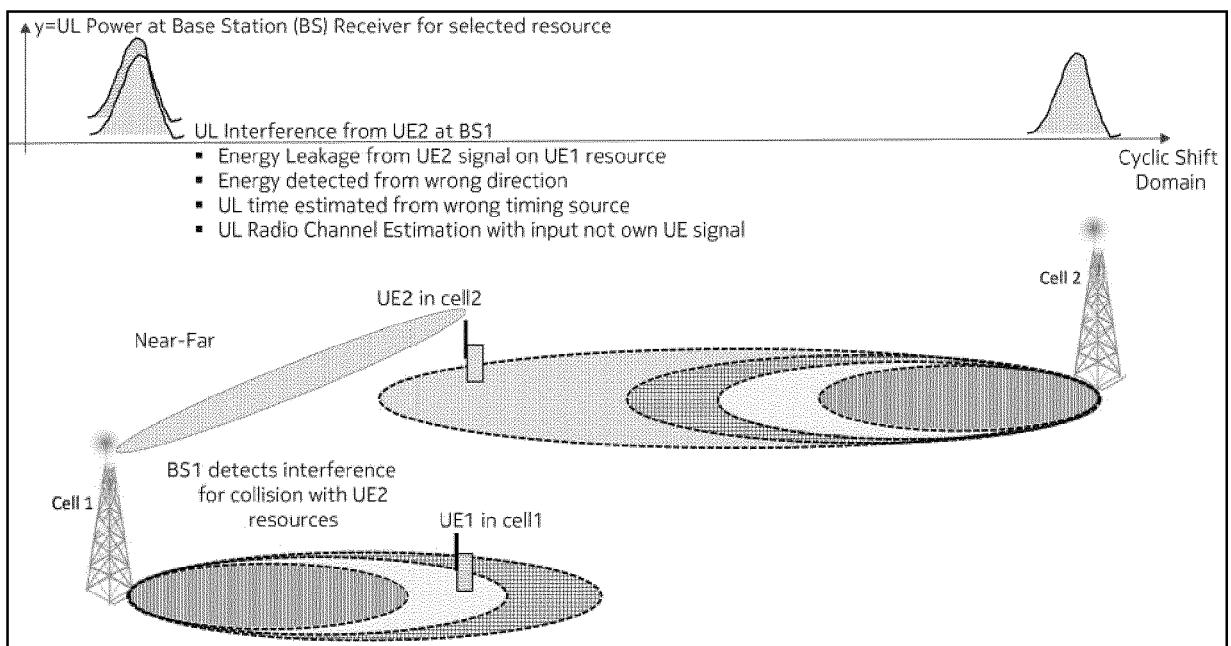 y=UL Power at Base Station (BS) Receiver for selected resource
UL Interference from UE2 at BS1
▪ Energy Leakage from UE2 signal on UE1 resource
▪ Energy detected from wrong direction
▪ UL time estimated from wrong timing source
▪ UL Radio Channel Estimation with input not own UE signal
Cyclic Shift
Domain
Cell 2
UE2 in cell2
Near-Far
BS1 detects interference
for collision with UE2
resources
Cell 1
UE1 in cell1